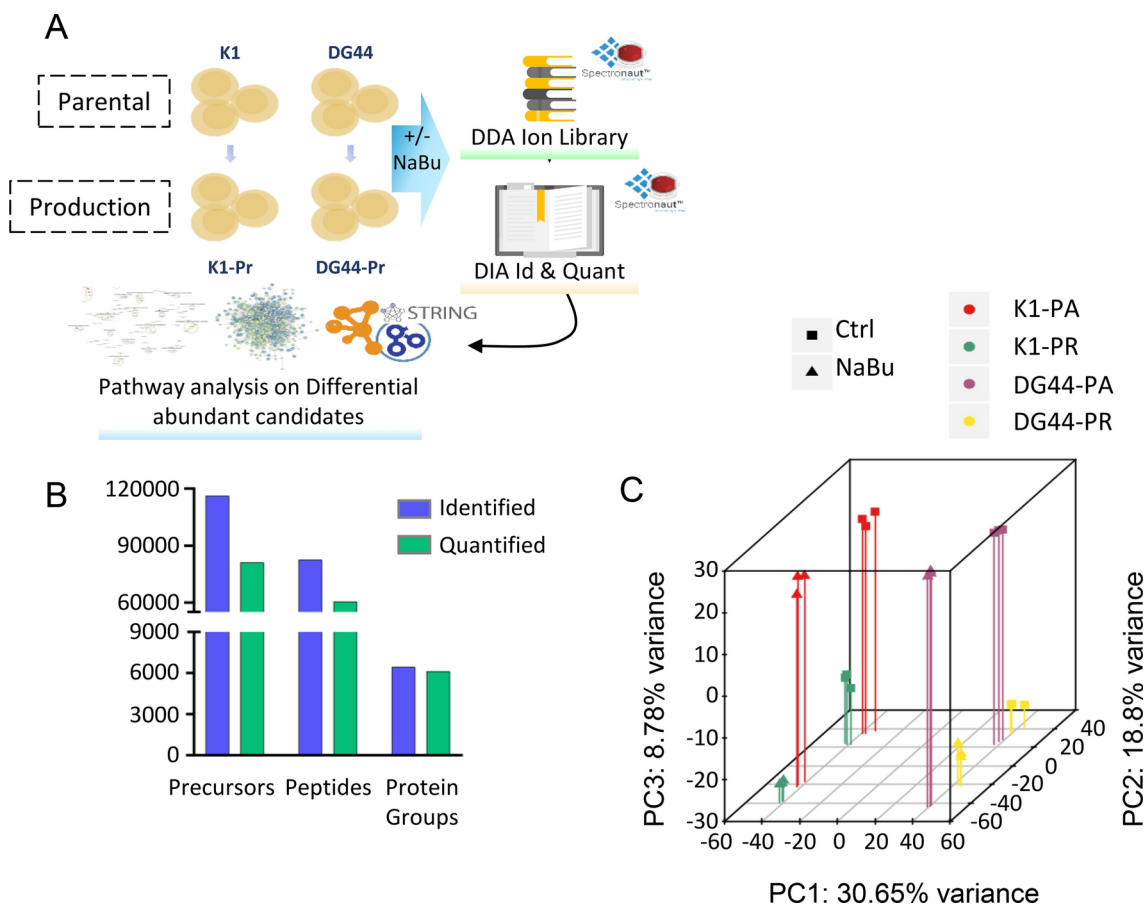 A
K1
DG44
Parental
Production
+/-
NaBu
K1-Pr
DG44-Pr
Spectronaut™
DDA Ion Library
Spectronaut™
DIA Id & Quant
STRING
Pathway analysis on Differential
abundant candidates
Ctrl
NaBu
K1-PA
K1-PR
DG44-PA
DG44-PR
B
120000
90000
60000
9000
6000
3000
0
Identified
Quantified
Precursors
Peptides
Protein
Groups
C
PC3: 8.78% variance
30
20
10
0
-10
-20
-30
-60
-40
-20
0
20
40
60
PC1: 30.65% variance
40
20
0
-20
-40
-60
PC2: 18.8% variance